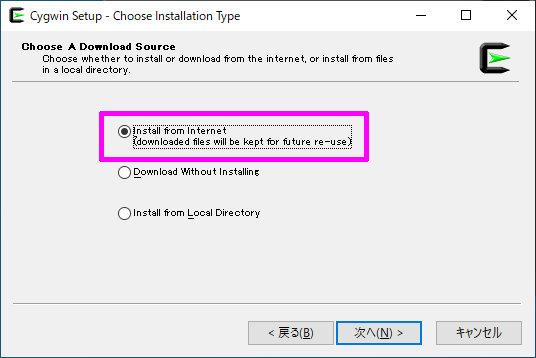 Cygwin Setup - Choose Installation Type
Choose A Download Source
Choose whether to install or download from the internet, or install from files
in a local directory.
Install from Internet
(downloaded files will be kept for future re-use)
Download Without Installing
Install from Local Directory
< 戻る(B)
次へ(N) >
キャンセル